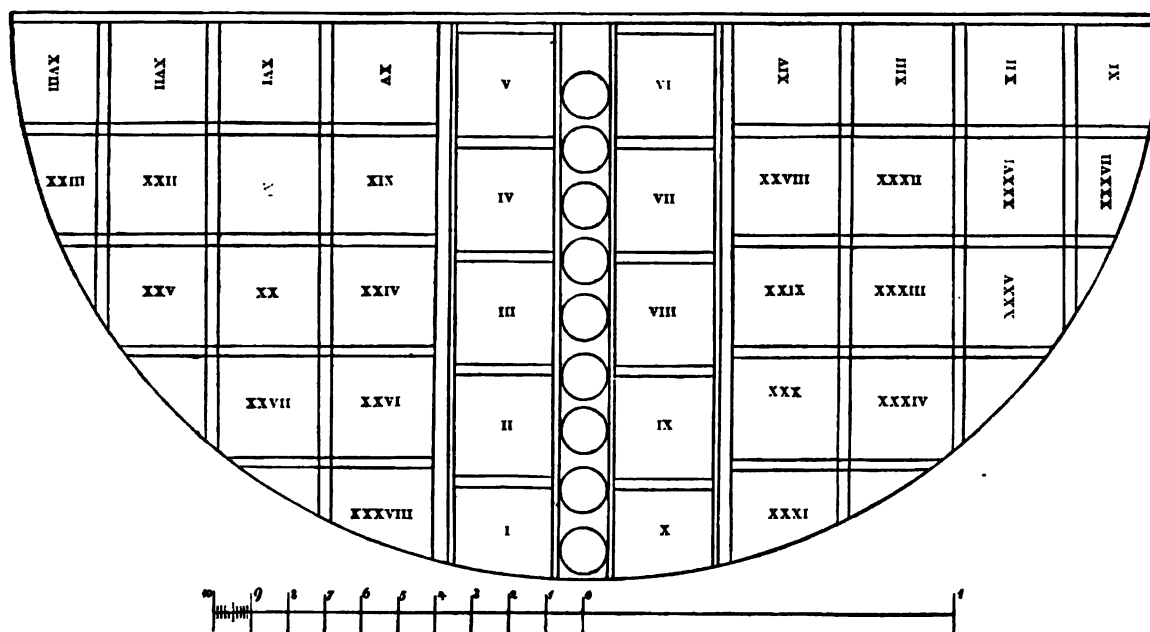 XVIII XVII XVI XV V VI XIV XIII XII XI
XXIII XXII XIX IV VII XXVIII XXXII XXXVI XXXVII
XXV XX XXIV III VIII XXIX XXXIII XXXV
XXVII XXVI II IX XXX XXXIV
XXXVIII I X XXXI
10 9 8 7 6 5 4 3 2 1 0 1